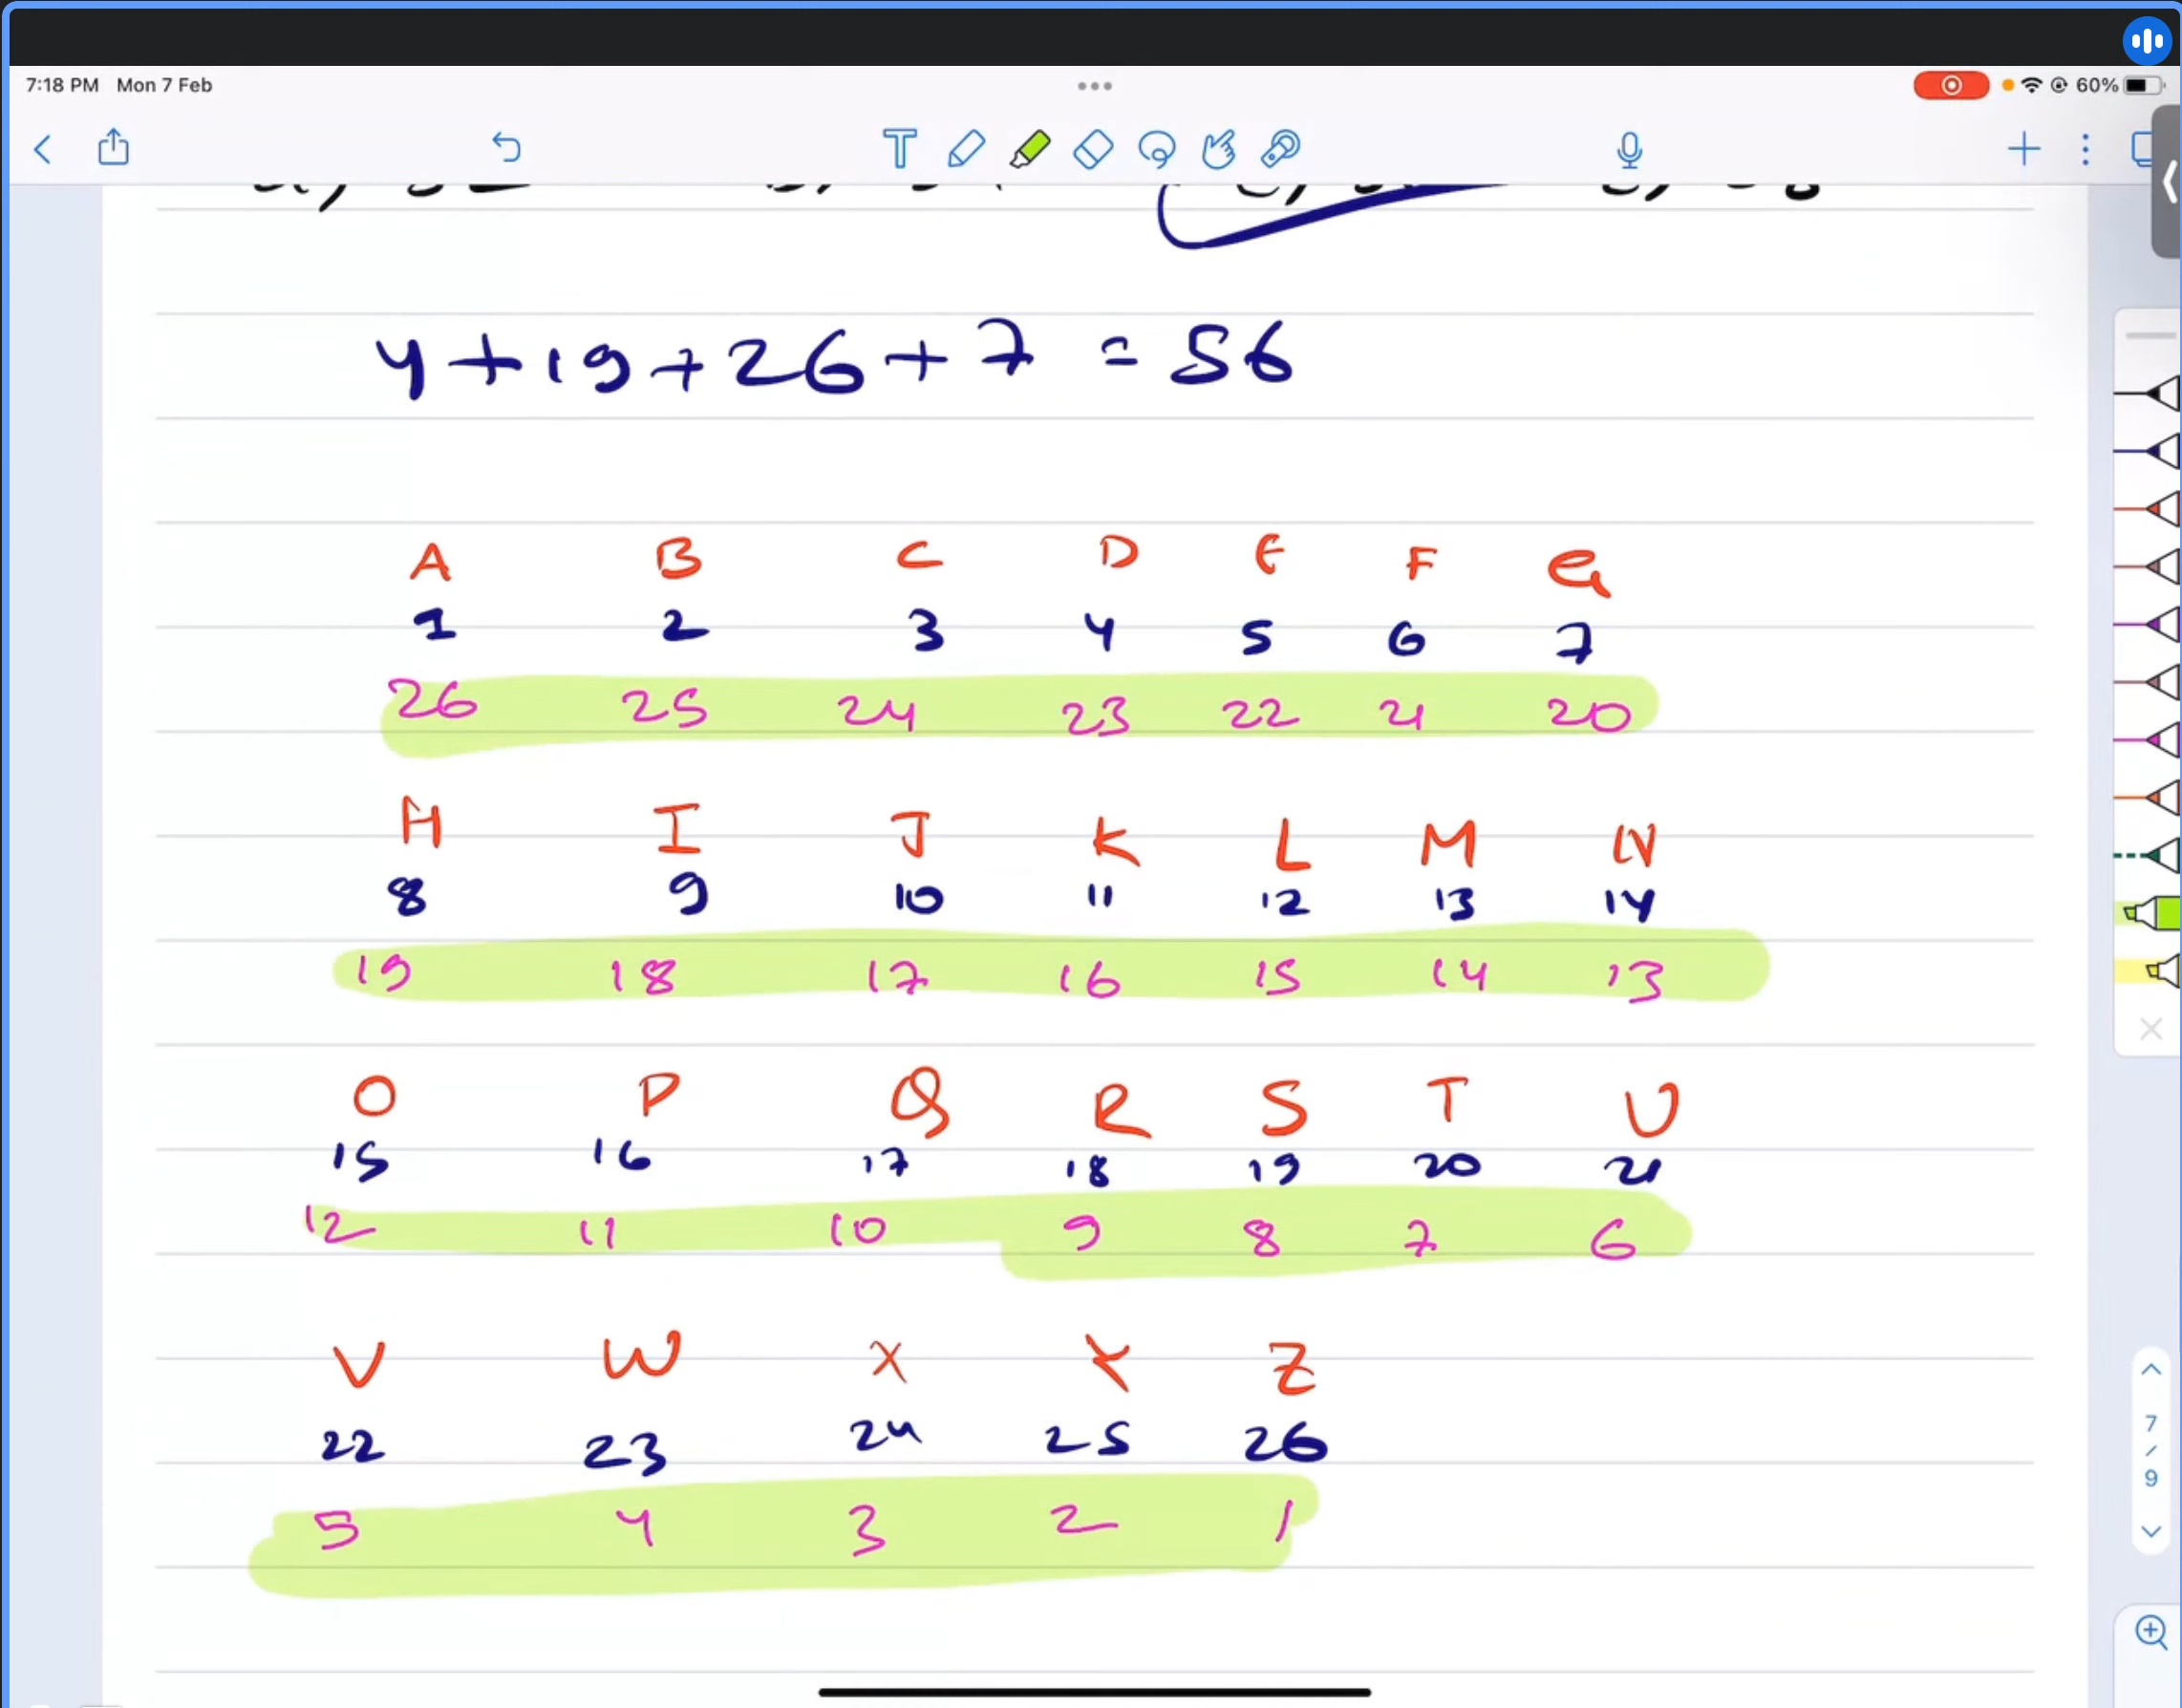 7:18 PM Mon 7 Feb
60%
4+19+26+7 = 56
A B C D E F G
1 2 3 4 5 6 7
26 25 24 23 22 21 20
H I J K L M N
8 9 10 11 12 13 14
19 18 17 16 15 14 13
O P Q R S T U
15 16 17 18 19 20 21
12 11 10 9 8 7 6
V W X Y Z
22 23 24 25 26
5 4 3 2 1
7
/
9